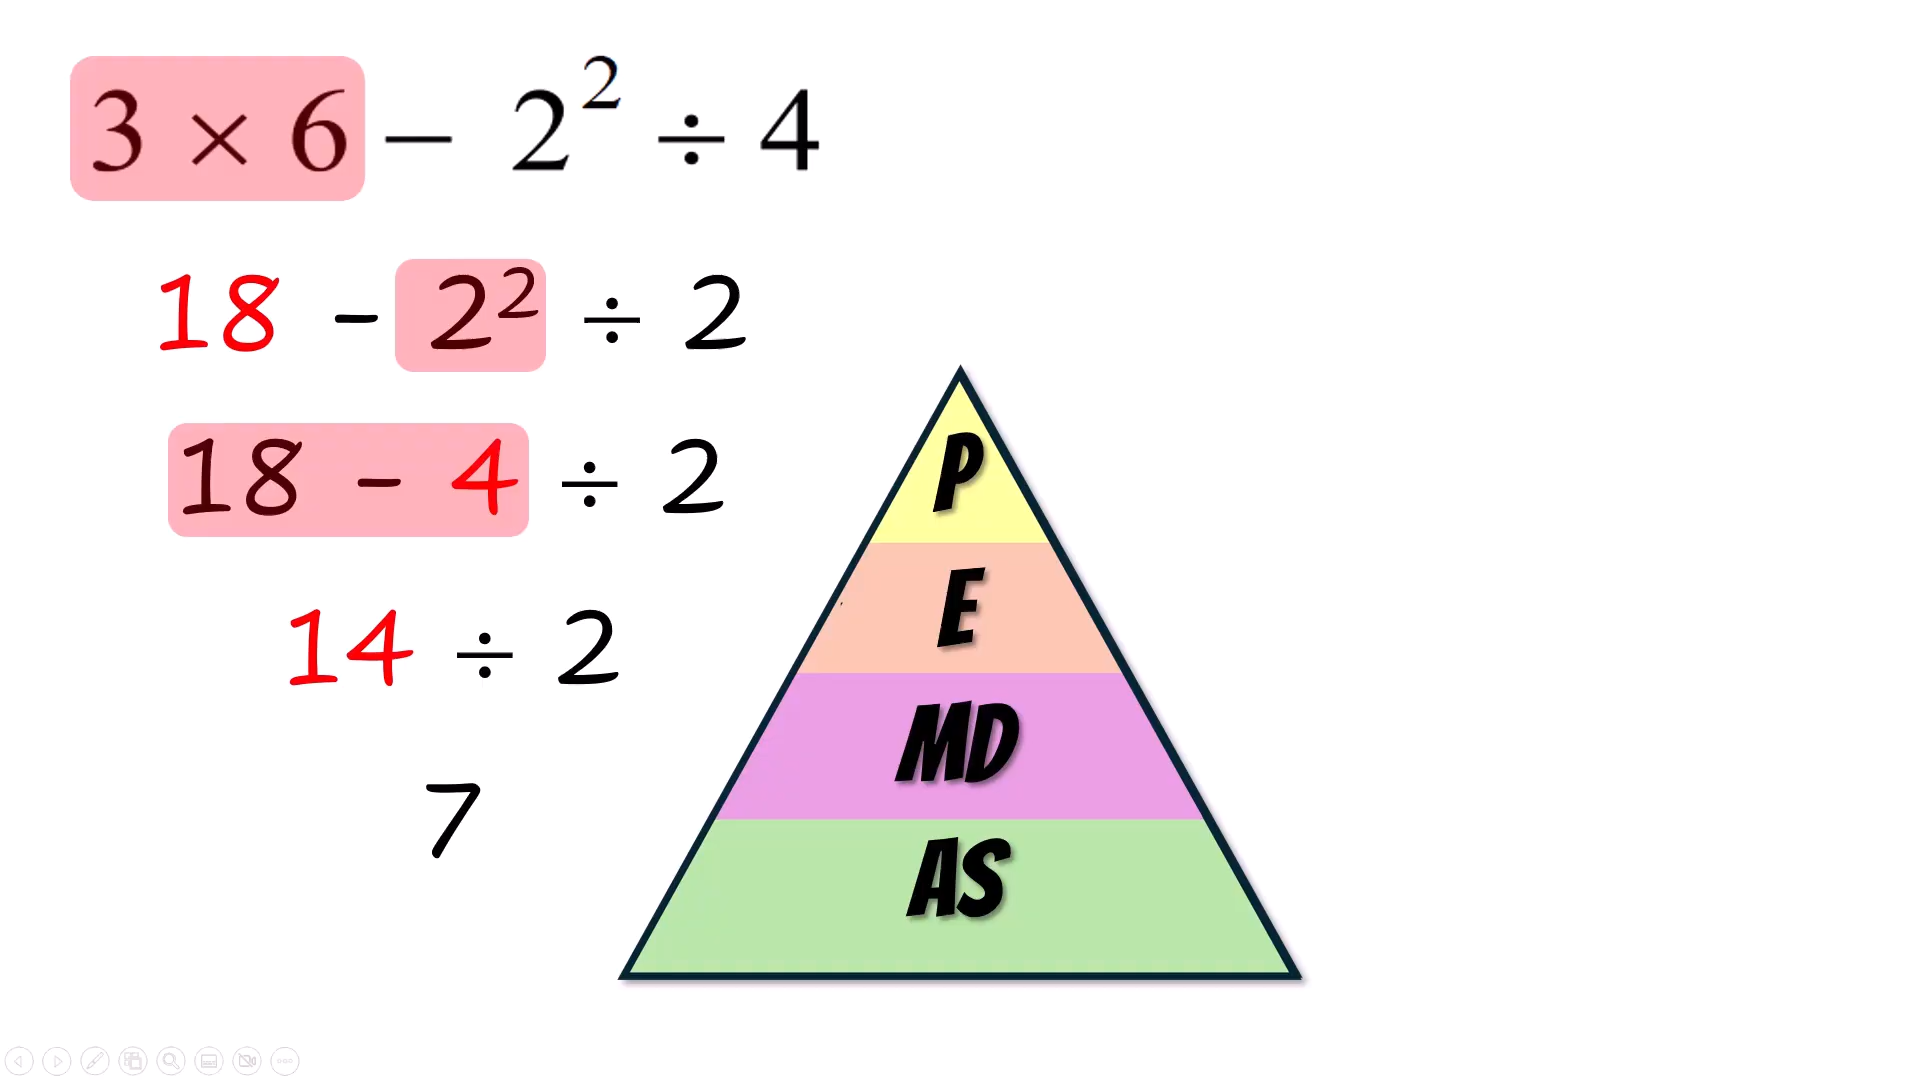 3 × 6 − 2² ÷ 4
18 - 2² ÷ 2
18 - 4 ÷ 2
14 ÷ 2
7
P
E
MD
AS